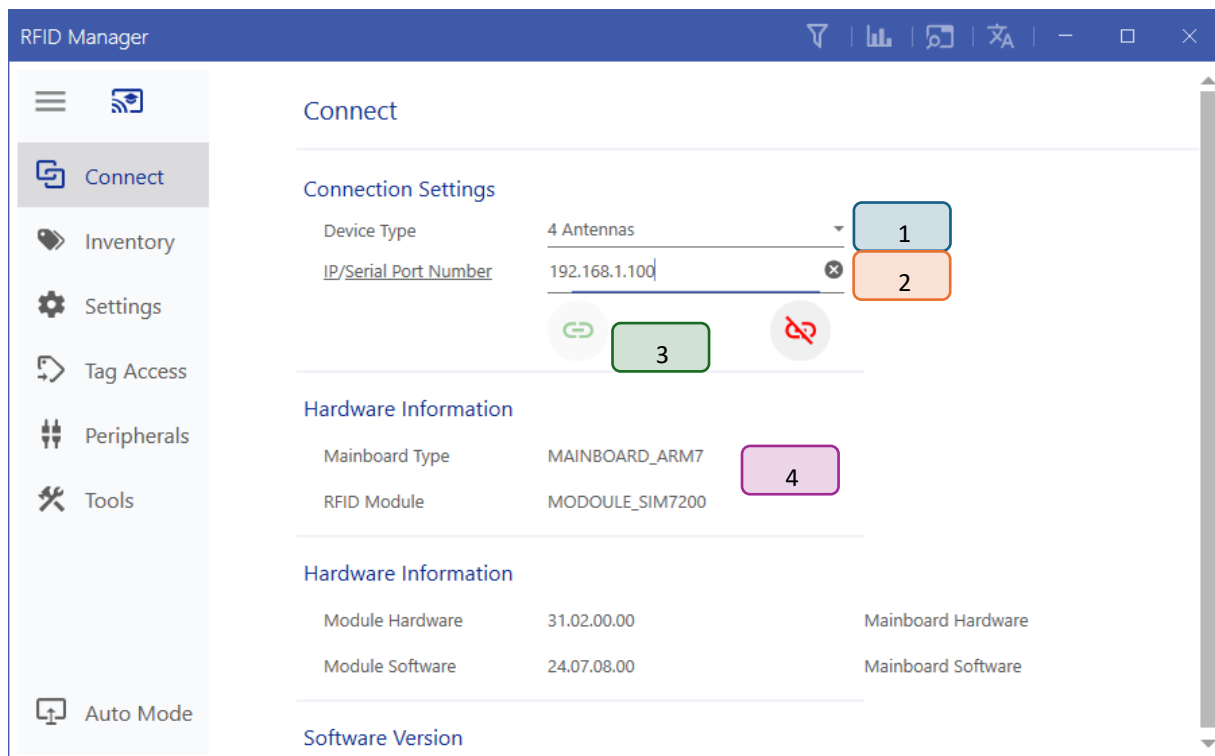 RFID Manager
Connect
Connect
Connection Settings
Device Type 4 Antennas 1
Inventory
IP/Serial Port Number 192.168.1.100 2
Settings
3
Tag Access
Hardware Information
Peripherals
Mainboard Type MAINBOARD_ARM7
4
Tools
RFID Module MODOULE_SIM7200
Hardware Information
Module Hardware 31.02.00.00 Mainboard Hardware
Module Software 24.07.08.00 Mainboard Software
Auto Mode
Software Version